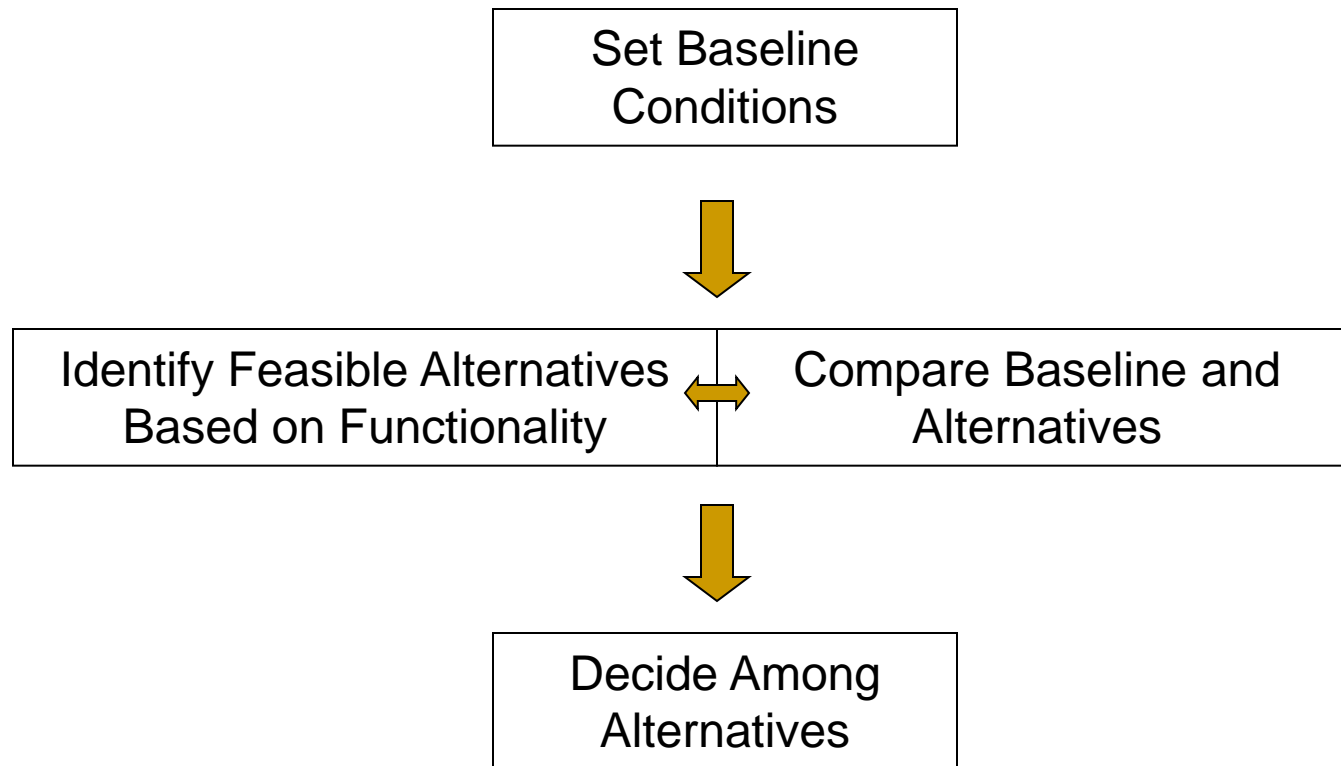 Set Baseline
Conditions
Identify Feasible Alternatives
Based on Functionality
Compare Baseline and
Alternatives
Decide Among
Alternatives